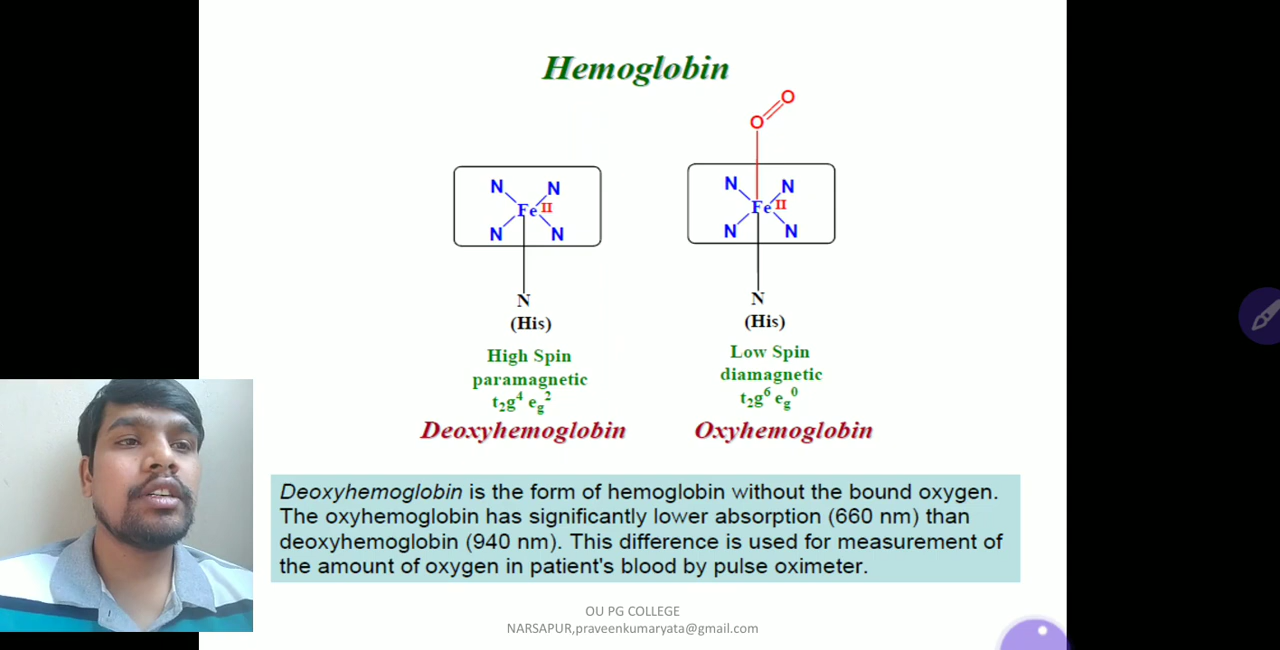 Hemoglobin
O
O
N N
Fe II
N N
N
(His)
High Spin
paramagnetic
t2g4 eg2
Deoxyhemoglobin
N N
Fe II
N N
N
(His)
Low Spin
diamagnetic
t2g6 eg0
Oxyhemoglobin
Deoxyhemoglobin is the form of hemoglobin without the bound oxygen.
The oxyhemoglobin has significantly lower absorption (660 nm) than
deoxyhemoglobin (940 nm). This difference is used for measurement of
the amount of oxygen in patient's blood by pulse oximeter.
OU PG COLLEGE
NARSAPUR,praveenkumaryata@gmail.com